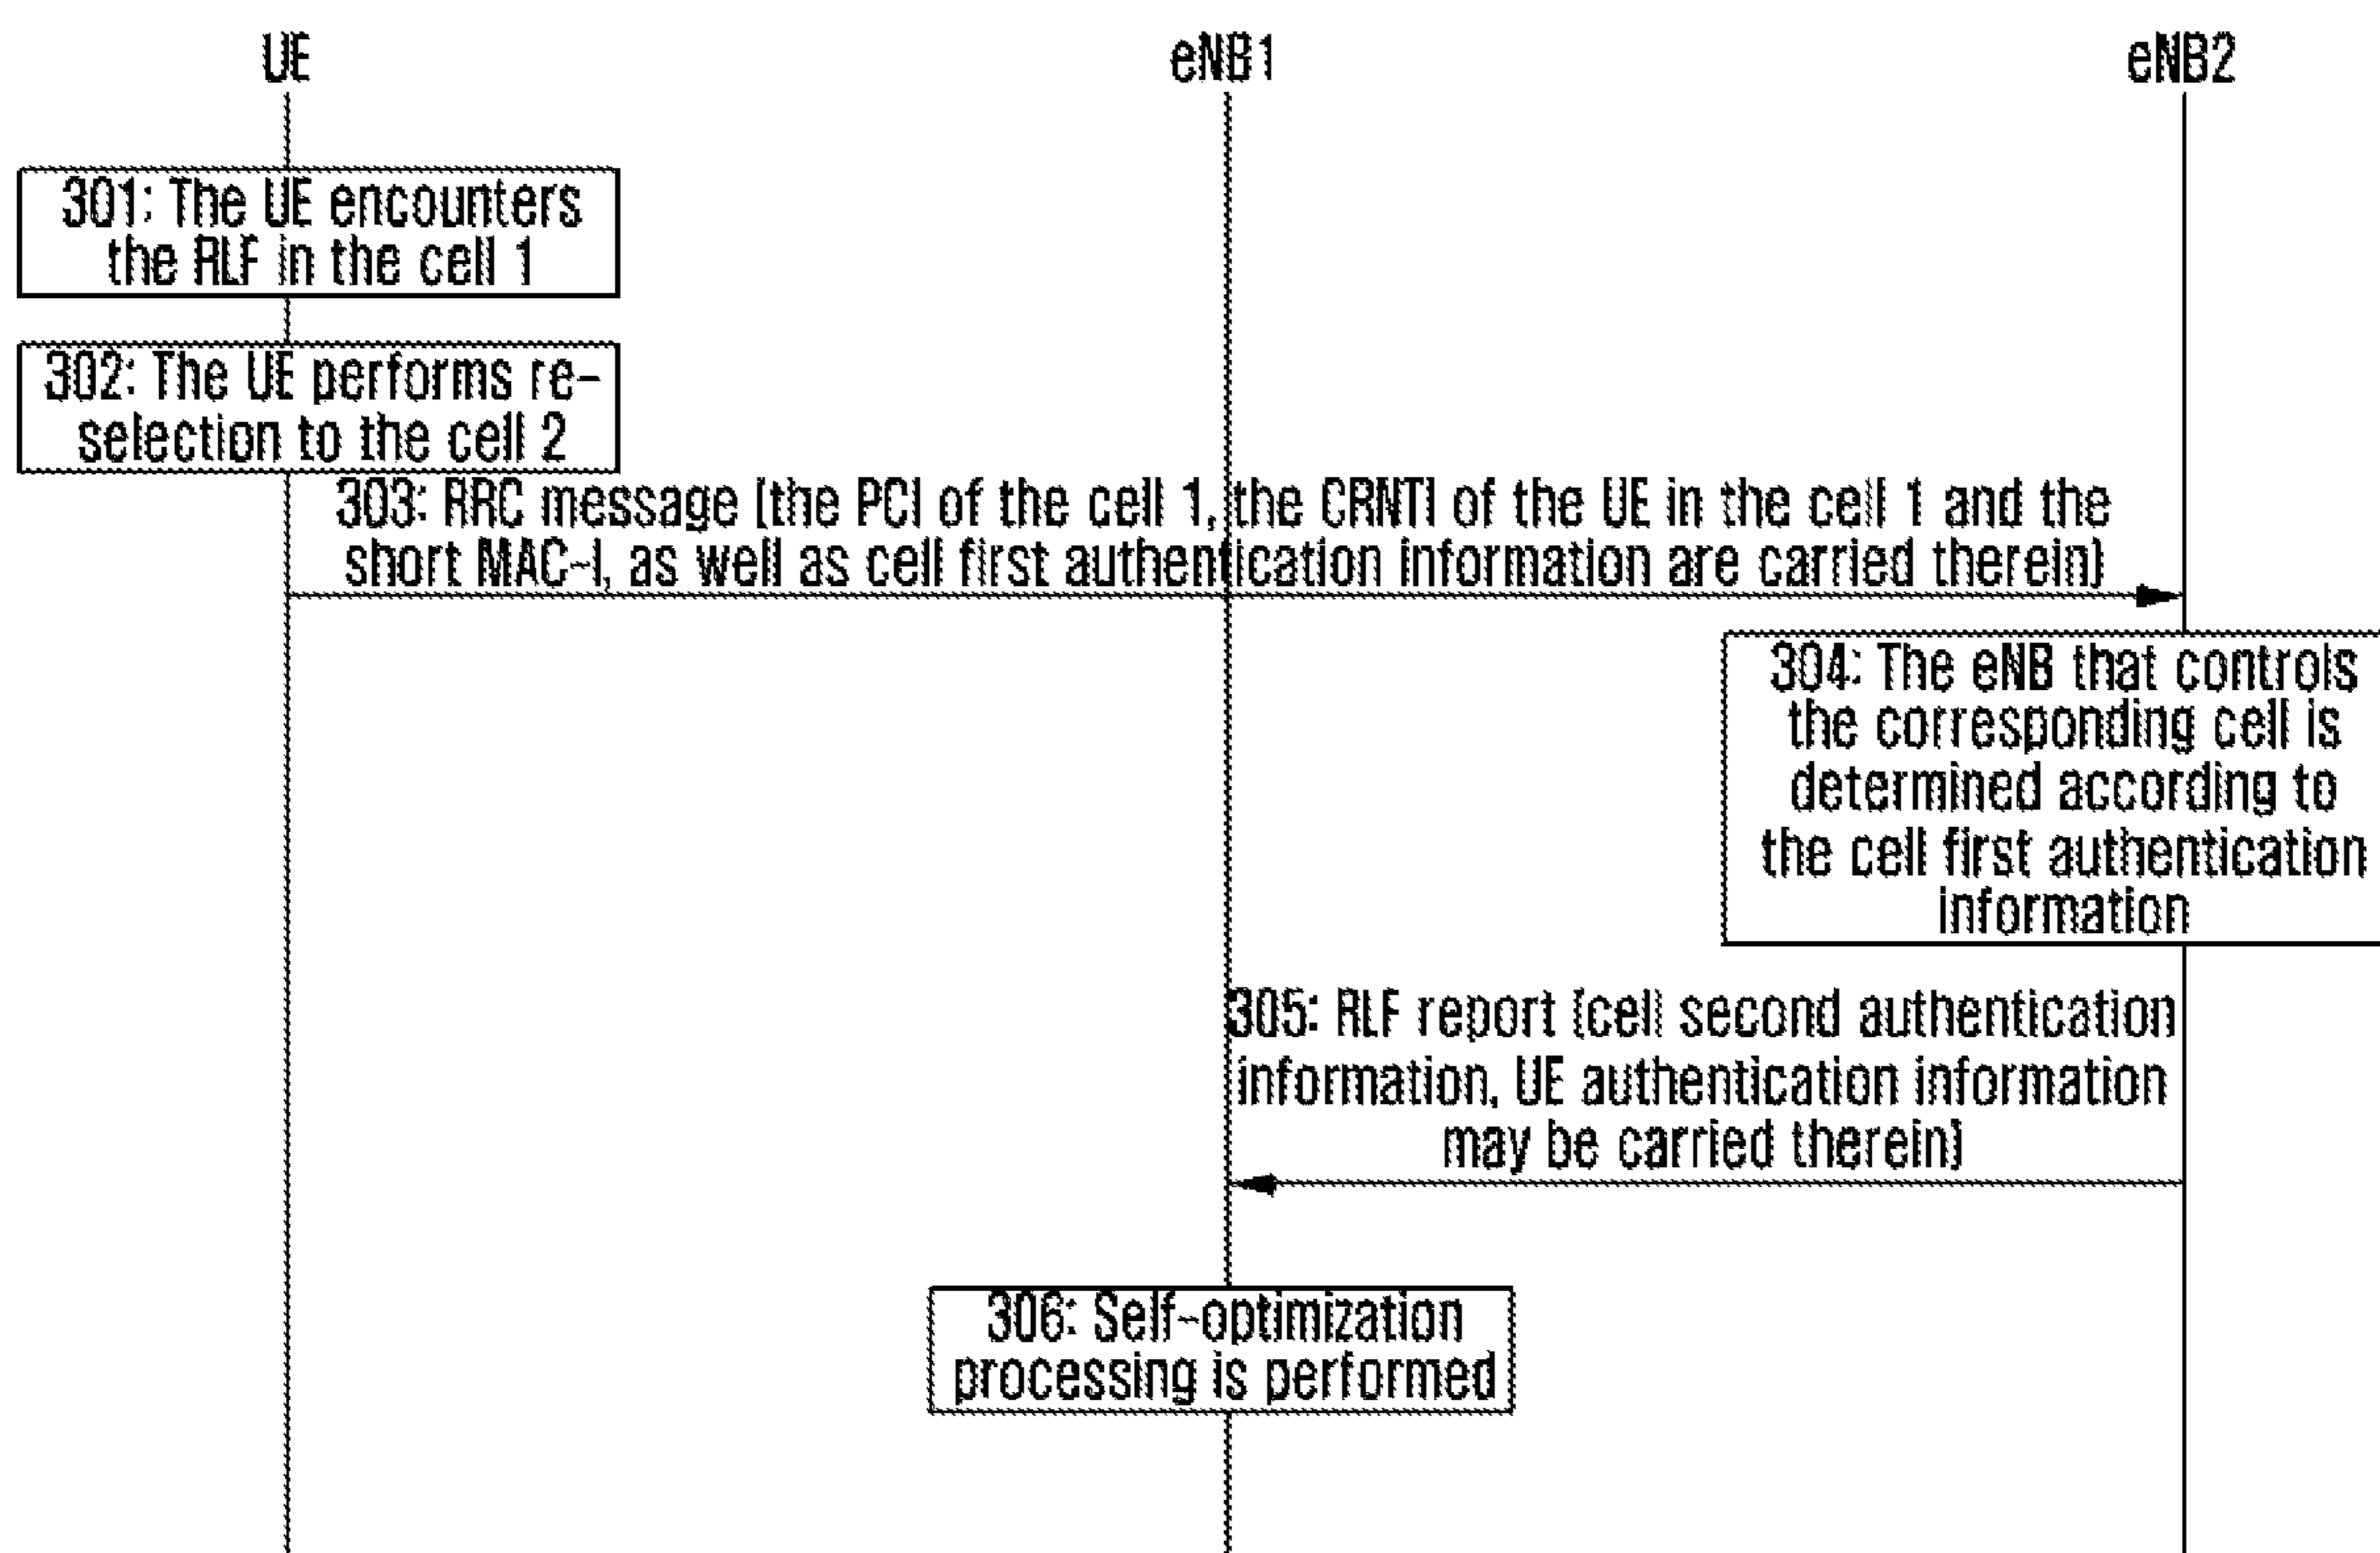 UE
eNB1
eNB2
301: The UE encounters
the RLF in the cell 1
302: The UE performs re-
selection to the cell 2
303: RRC message (the PCI of the cell 1, the CRNTI of the UE in the cell 1 and the
short MAC-I, as well as cell first authentication information are carried therein)
304: The eNB that controls
the corresponding cell is
determined according to
the cell first authentication
information
305: RLF report (cell second authentication
information, UE authentication information
may be carried therein)
306: Self-optimization
processing is performed